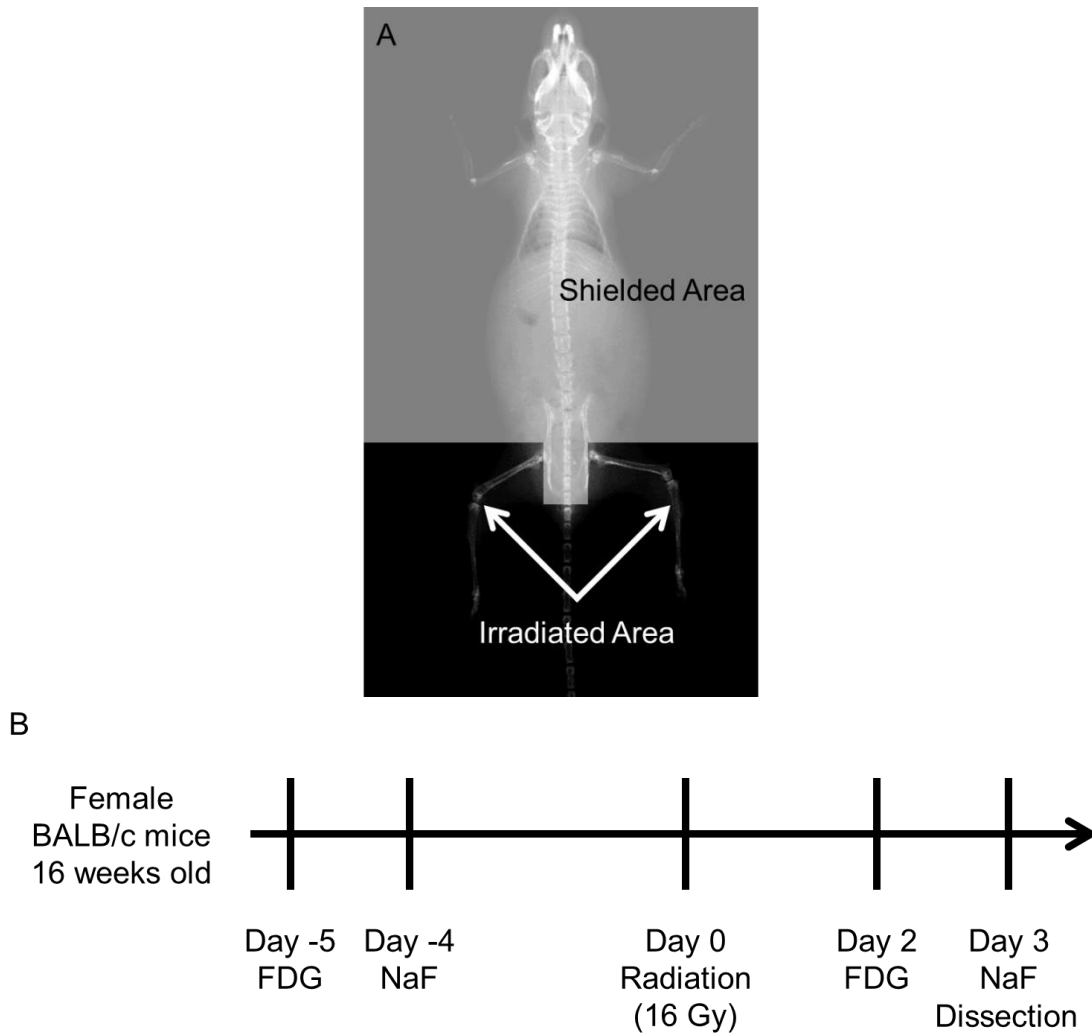 A
Shielded Area
Irradiated Area
B
Female
BALB/c mice
16 weeks old
Day -5
FDG
Day -4
NaF
Day 0
Radiation
(16 Gy)
Day 2
FDG
Day 3
NaF
Dissection